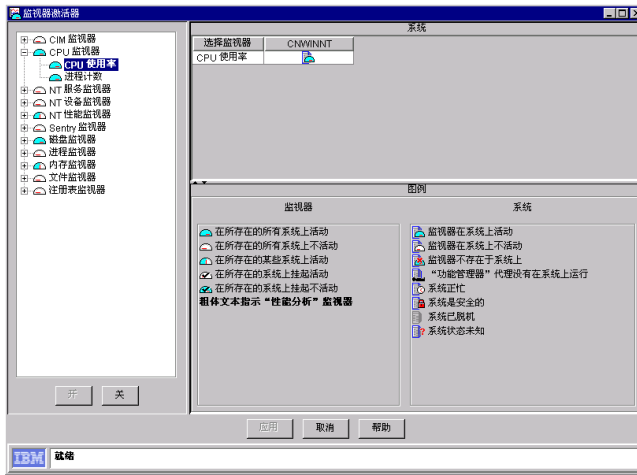 监视器激活器
CIM 监视器
CPU 监视器
CPU 使用率
进程计数
NT 服务监视器
NT 设备监视器
NT 性能监视器
Sentry 监视器
磁盘监视器
进程监视器
内存监视器
文件监视器
注册表监视器
开
关
系统
选择监视器 CNWINNT
CPU 使用率
图例
监视器
在所存在的所有系统上活动
在所存在的所有系统上不活动
在所存在的某些系统上活动
在所存在的系统上挂起活动
在所存在的系统上挂起不活动
粗体文本指示“性能分析”监视器
系统
监视器在系统上活动
监视器在系统上不活动
监视器不存在于系统上
“功能管理器”代理没有在系统上运行
系统正忙
系统是安全的
系统已脱机
系统状态未知
应用
取消
帮助
IBM
就绪